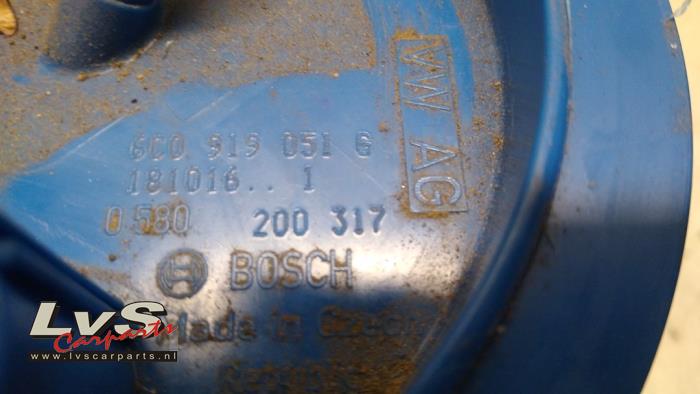 VW AG
6C0 919 051 G
181016.. 1
0 580 200 317
BOSCH
Made in Czech
LvS
Carparts
www.lvscarparts.nl